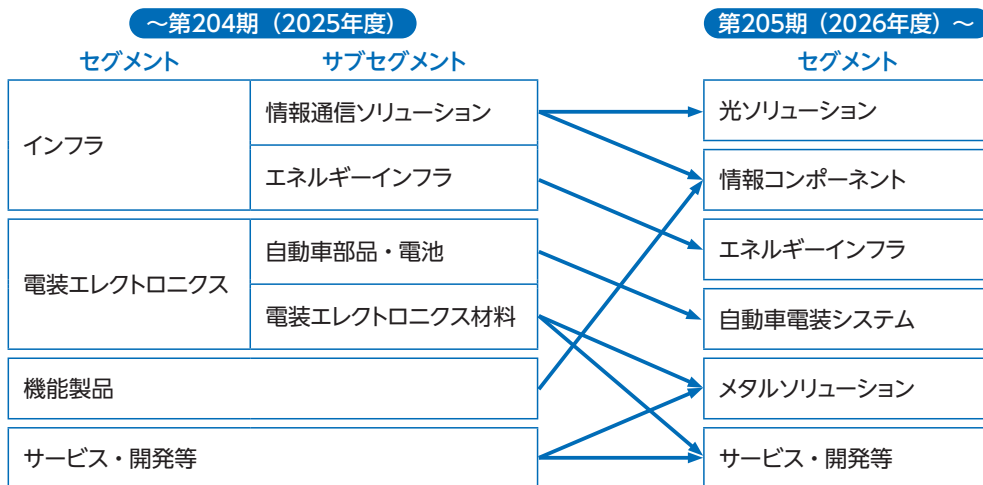 ～第204期（2025年度）
第205期（2026年度）～
セグメント
サブセグメント
セグメント
インフラ
情報通信ソリューション
エネルギーインフラ
電装エレクトロニクス
自動車部品・電池
電装エレクトロニクス材料
機能製品
サービス・開発等
光ソリューション
情報コンポーネント
エネルギーインフラ
自動車電装システム
メタルソリューション
サービス・開発等